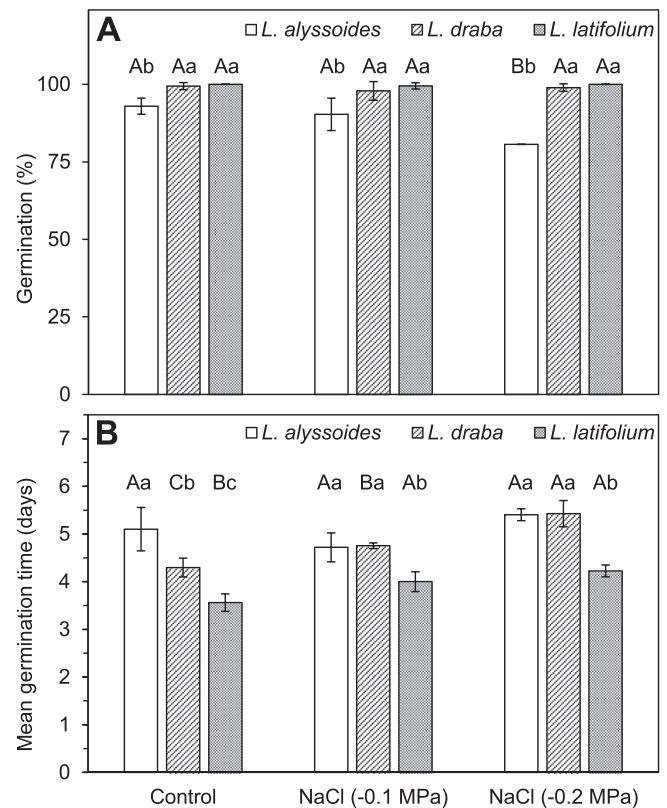 A
L. alyssoides L. draba L. latifolium
Ab Aa Aa Ab Aa Aa Bb Aa Aa
Germination (%)
100
75
50
25
0
B
L. alyssoides L. draba L. latifolium
Aa Cb Bc Aa Ba Ab Aa Aa Ab
Mean germination time (days)
7
6
5
4
3
2
1
0
Control NaCl (-0.1 MPa) NaCl (-0.2 MPa)